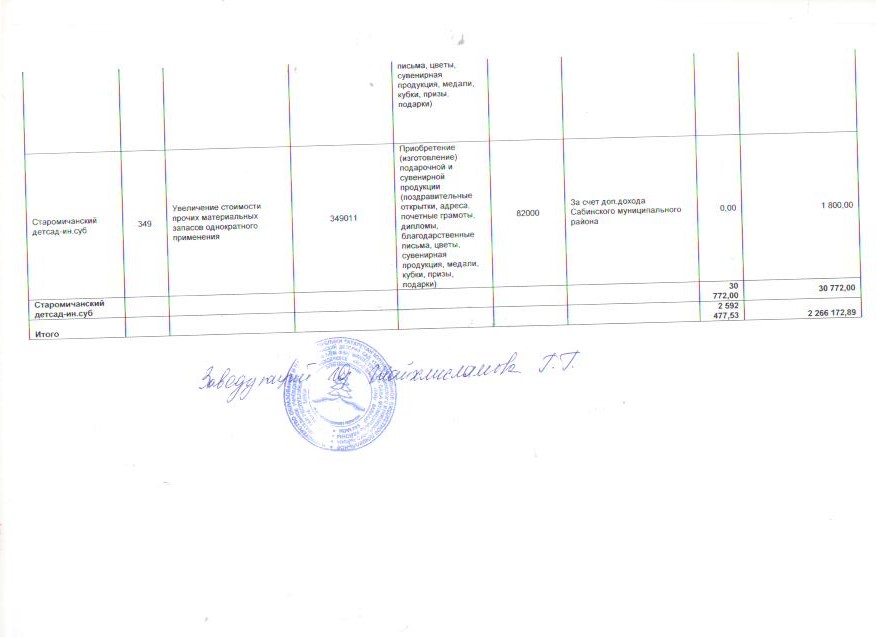 письма, цветы,
сувенирная
продукция, медали,
кубки, призы,
подарки)
Старомичанский
детсад-ин.суб
349
Увеличение стоимости
прочих материальных
запасов однократного
применения
349011
Приобретение
(изготовление)
подарочной и
сувенирной
продукции
(поздравительные
открытки, адреса,
почетные грамоты,
дипломы,
благодарственные
письма, цветы,
сувенирная
продукция, медали,
кубки, призы,
подарки)
82000
За счет доп.дохода
Сабинского муниципального
района
0,00
1 800,00
Старомичанский
детсад-ин.суб
30
772,00
30 772,00
Итого
2 592
477,53
2 266 172,89
Заведующий Шайхисламова Г.Г.